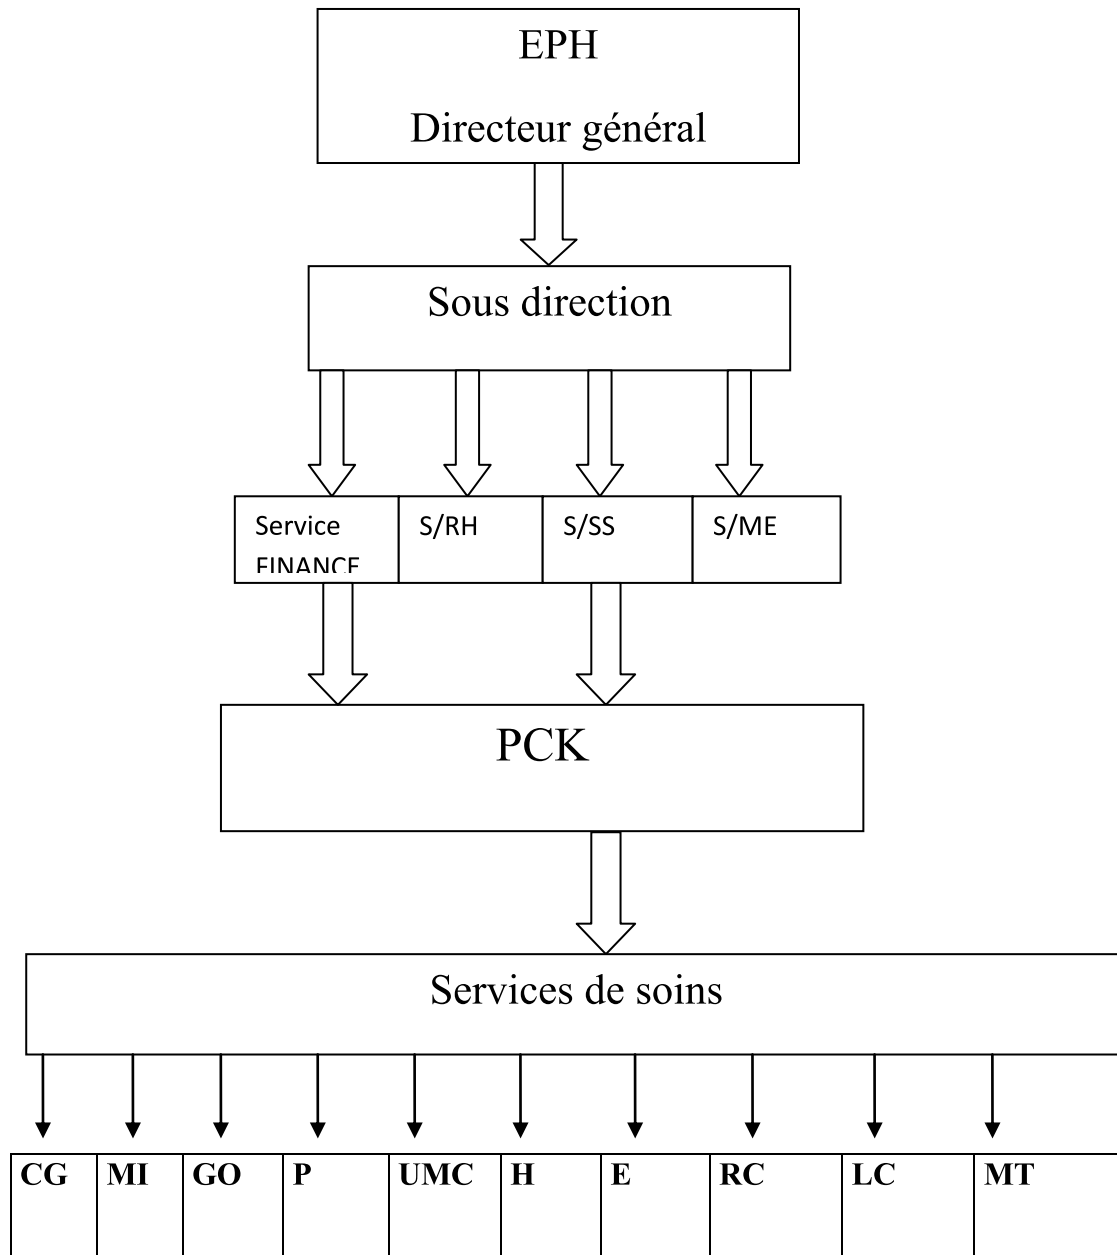 EPH
Directeur général
Sous direction
Service
FINANCE
S/RH
S/SS
S/ME
PCK
Services de soins
CG
MI
GO
P
UMC
H
E
RC
LC
MT